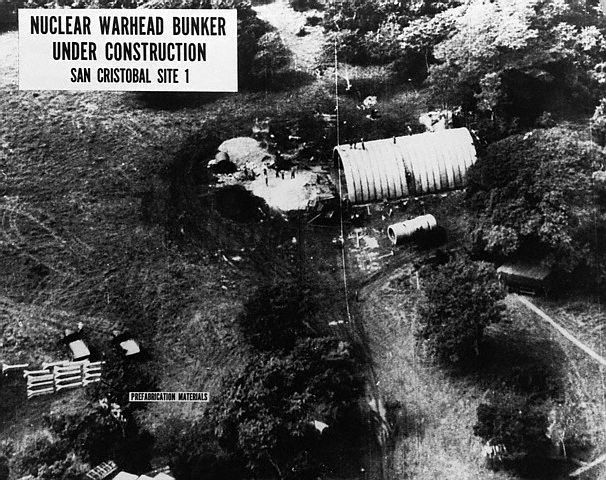 NUCLEAR WARHEAD BUNKER
UNDER CONSTRUCTION
SAN CRISTOBAL SITE 1
PREFABRICATION MATERIALS